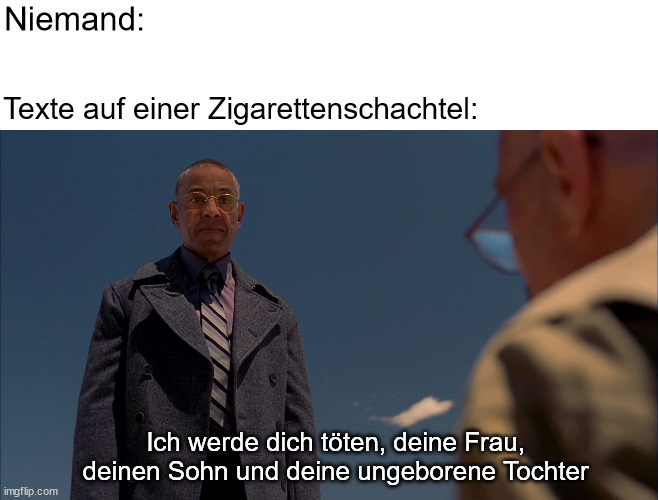 Niemand:
Texte auf einer Zigarettenschachtel:
Ich werde dich töten, deine Frau,
deinen Sohn und deine ungeborene Tochter
imgflip.com